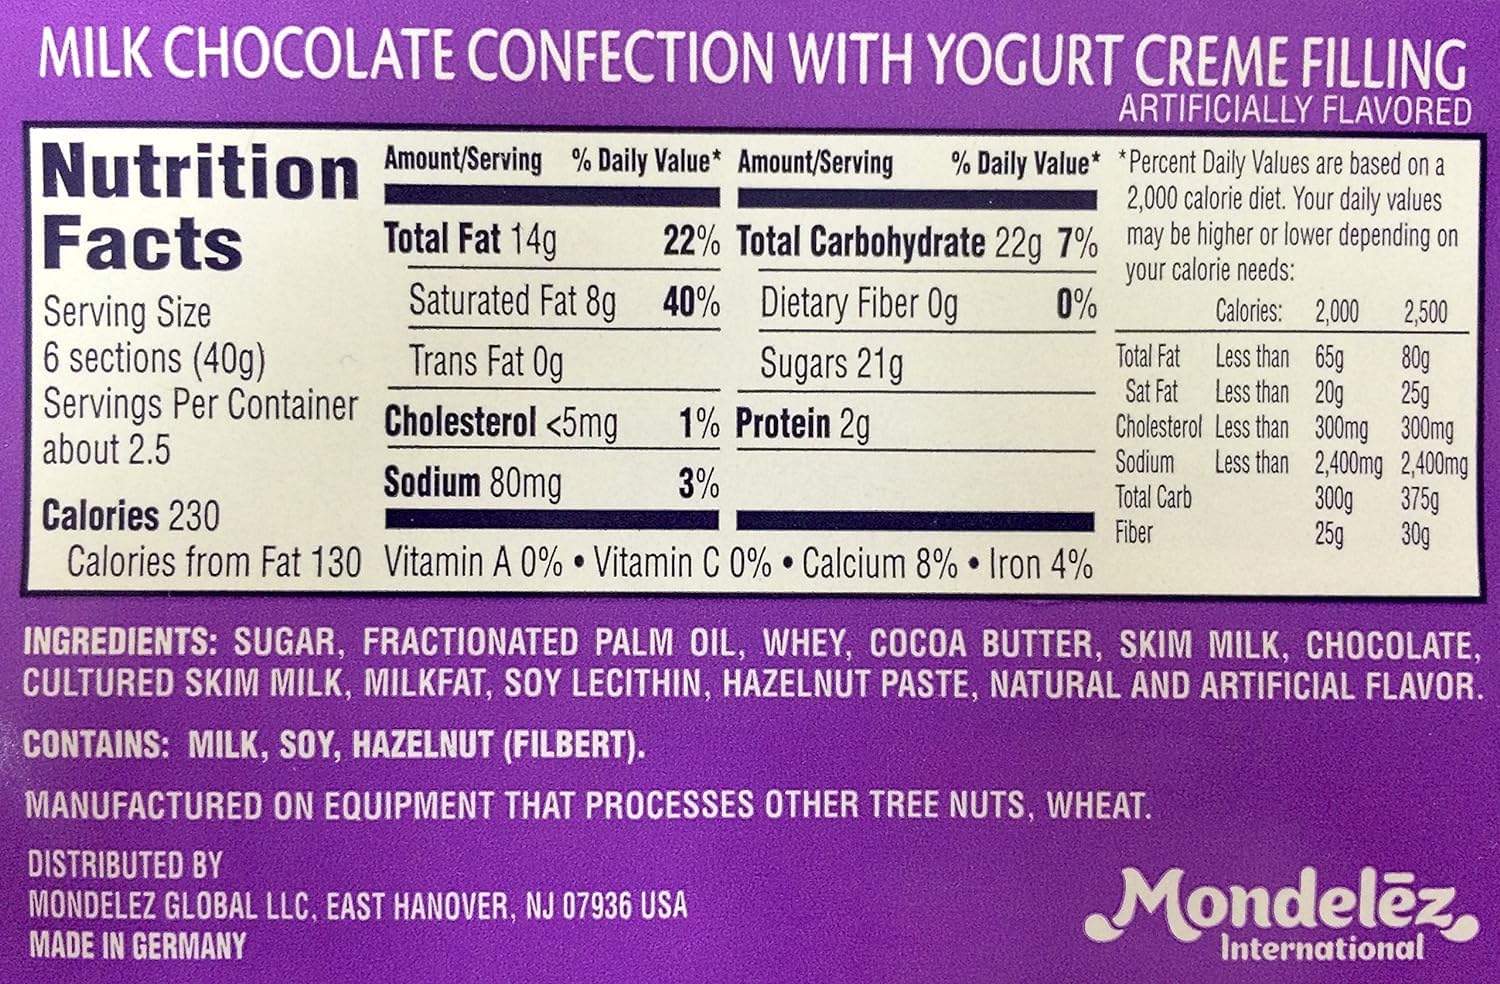 MILK CHOCOLATE CONFECTION WITH YOGURT CREME FILLING
ARTIFICIALLY FLAVORED
Nutrition
Facts
Serving Size
6 sections (40g)
Servings Per Container
about 2.5
Calories 230
Calories from Fat 130
Amount/Serving % Daily Value*
Total Fat 14g 22%
Saturated Fat 8g 40%
Trans Fat 0g
Cholesterol <5mg 1%
Sodium 80mg 3%
Amount/Serving % Daily Value*
Total Carbohydrate 22g 7%
Dietary Fiber 0g 0%
Sugars 21g
Protein 2g
Vitamin A 0% • Vitamin C 0% • Calcium 8% • Iron 4%
*Percent Daily Values are based on a
2,000 calorie diet. Your daily values
may be higher or lower depending on
your calorie needs:
Calories: 2,000 2,500
Total Fat Less than 65g 80g
Sat Fat Less than 20g 25g
Cholesterol Less than 300mg 300mg
Sodium Less than 2,400mg 2,400mg
Total Carb 300g 375g
Fiber 25g 30g
INGREDIENTS: SUGAR, FRACTIONATED PALM OIL, WHEY, COCOA BUTTER, SKIM MILK, CHOCOLATE,
CULTURED SKIM MILK, MILKFAT, SOY LECITHIN, HAZELNUT PASTE, NATURAL AND ARTIFICIAL FLAVOR.
CONTAINS: MILK, SOY, HAZELNUT (FILBERT).
MANUFACTURED ON EQUIPMENT THAT PROCESSES OTHER TREE NUTS, WHEAT.
DISTRIBUTED BY
MONDELEZ GLOBAL LLC, EAST HANOVER, NJ 07936 USA
MADE IN GERMANY
Mondelēz
International